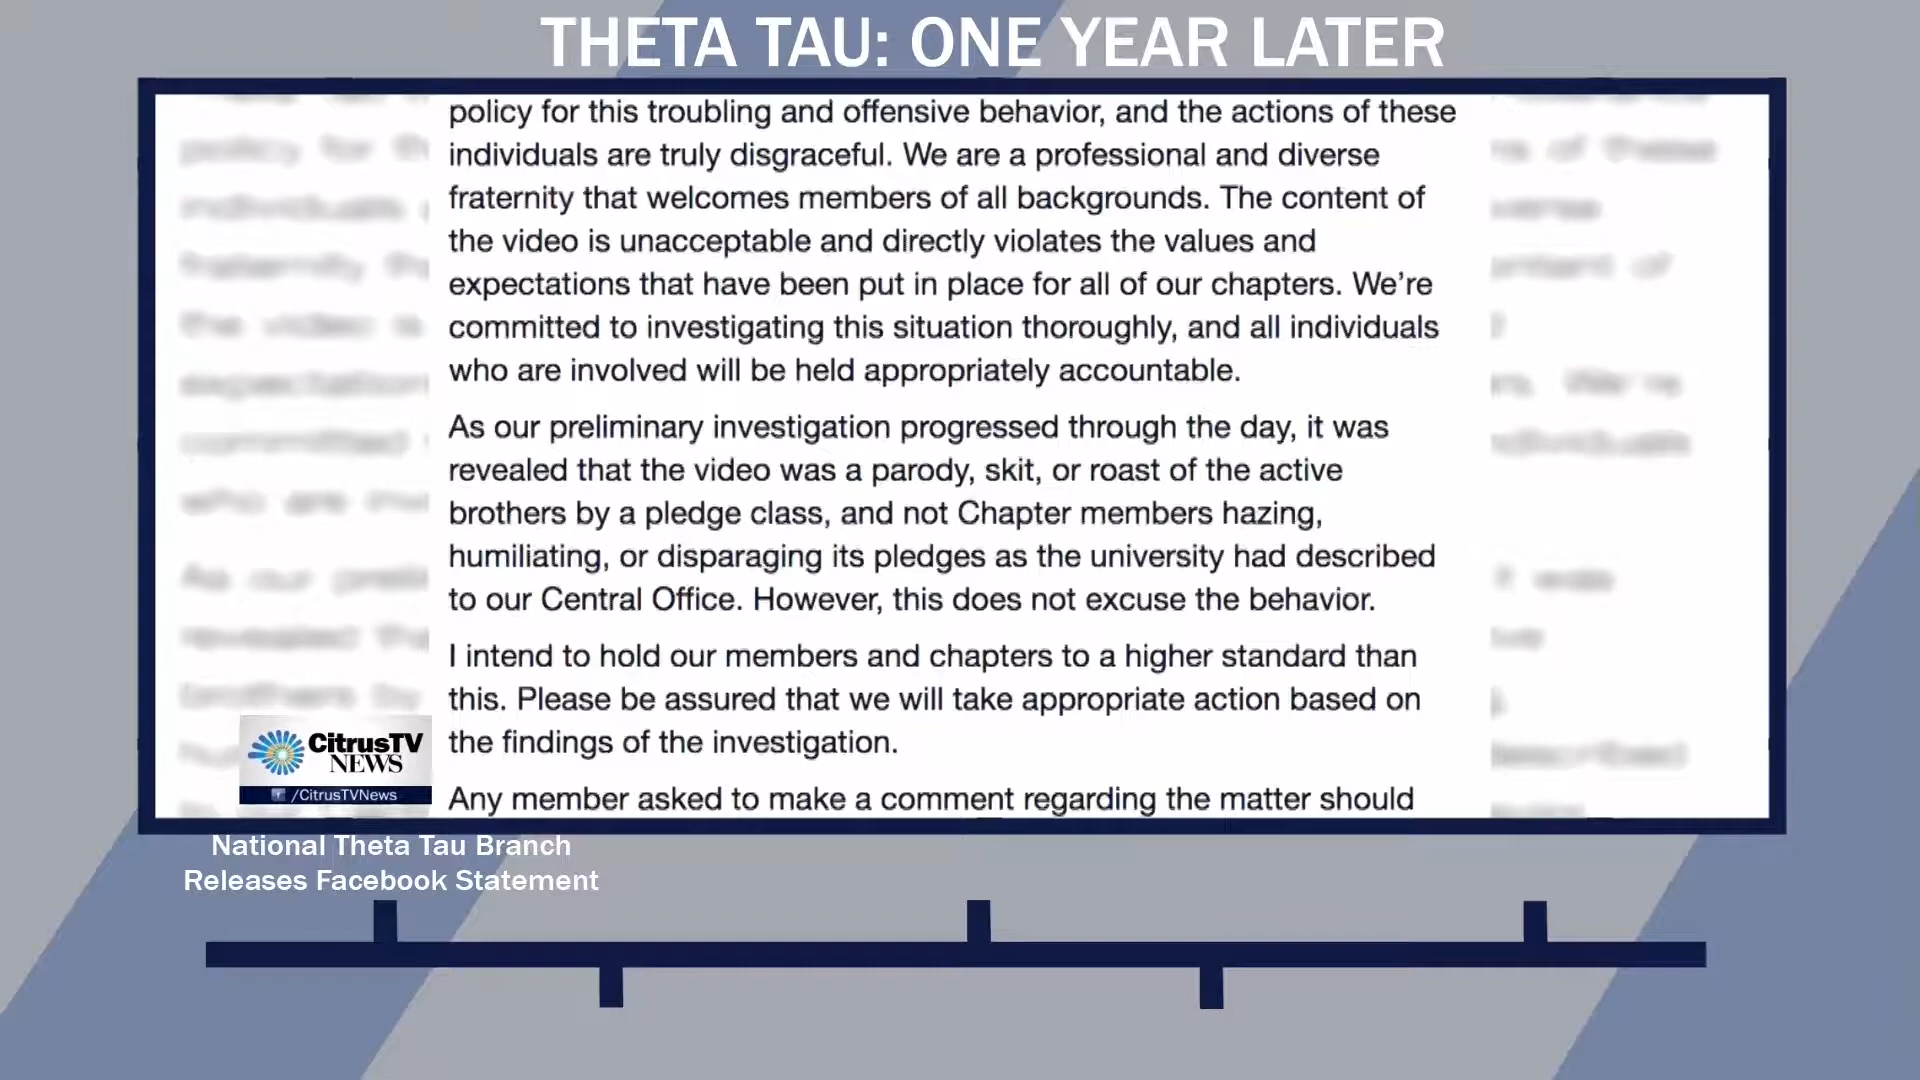 THETA TAU: ONE YEAR LATER
policy for this troubling and offensive behavior, and the actions of these
individuals are truly disgraceful. We are a professional and diverse
fraternity that welcomes members of all backgrounds. The content of
the video is unacceptable and directly violates the values and
expectations that have been put in place for all of our chapters. We’re
committed to investigating this situation thoroughly, and all individuals
who are involved will be held appropriately accountable.
As our preliminary investigation progressed through the day, it was
revealed that the video was a parody, skit, or roast of the active
brothers by a pledge class, and not Chapter members hazing,
humiliating, or disparaging its pledges as the university had described
to our Central Office. However, this does not excuse the behavior.
I intend to hold our members and chapters to a higher standard than
this. Please be assured that we will take appropriate action based on
the findings of the investigation.
Any member asked to make a comment regarding the matter should
CitrusTV
NEWS
f /CitrusTVNews
National Theta Tau Branch
Releases Facebook Statement